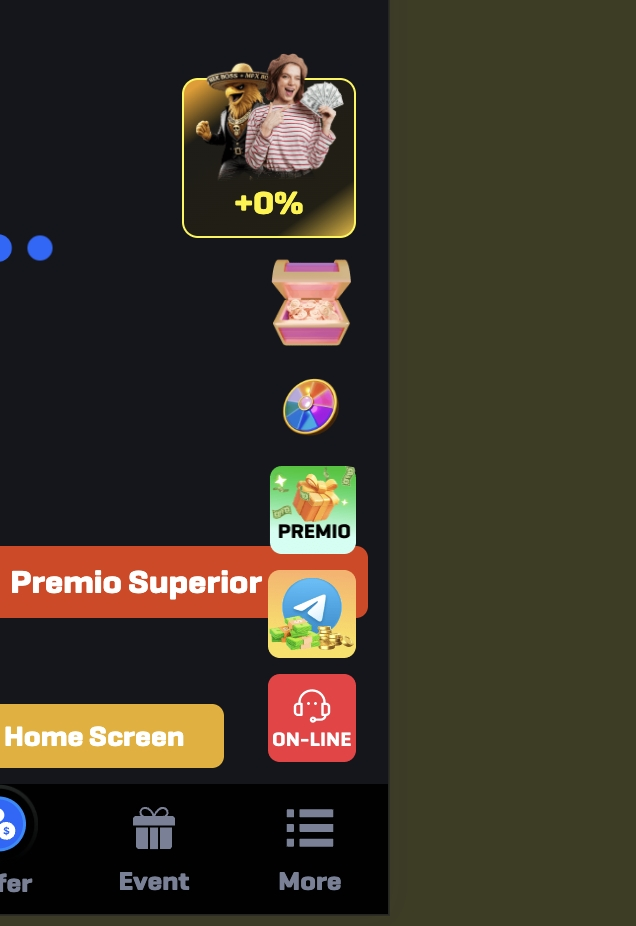 +0%
PREMIO
Premio Superior
Home Screen
ON-LINE
fer
Event
More